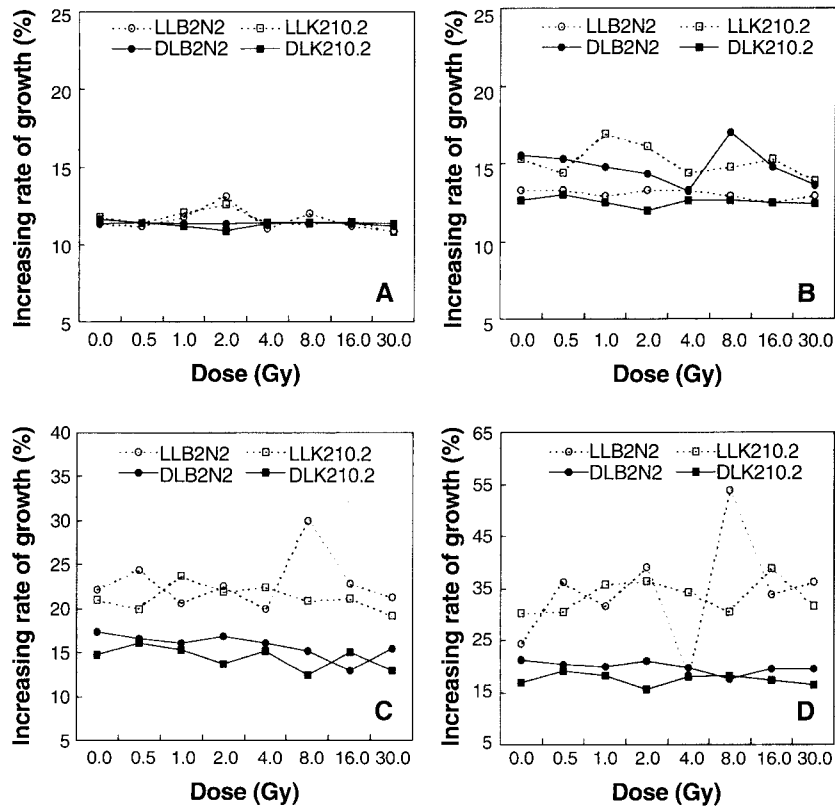 Increasing rate of growth (%)
25
20
15
10
5
LLB2N2 LLK210.2
DLB2N2 DLK210.2
A
0.0 0.5 1.0 2.0 4.0 8.0 16.0 30.0
Dose (Gy)
Increasing rate of growth (%)
25
20
15
10
5
LLB2N2 LLK210.2
DLB2N2 DLK210.2
B
0.0 0.5 1.0 2.0 4.0 8.0 16.0 30.0
Dose (Gy)
Increasing rate of growth (%)
40
35
30
25
20
15
10
5
LLB2N2 LLK210.2
DLB2N2 DLK210.2
C
0.0 0.5 1.0 2.0 4.0 8.0 16.0 30.0
Dose (Gy)
Increasing rate of growth (%)
65
55
45
35
25
15
5
LLB2N2 LLK210.2
DLB2N2 DLK210.2
D
0.0 0.5 1.0 2.0 4.0 8.0 16.0 30.0
Dose (Gy)